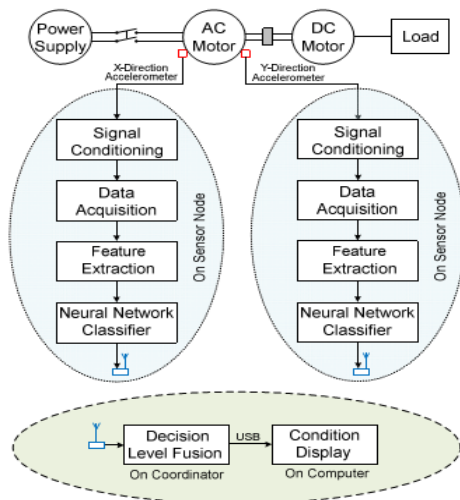 Power
Supply
AC
Motor
DC
Motor
Load
X-Direction
Accelerometer
Y-Direction
Accelerometer
Signal
Conditioning
Data
Acquisition
Feature
Extraction
Neural Network
Classifier
On Sensor Node
Signal
Conditioning
Data
Acquisition
Feature
Extraction
Neural Network
Classifier
On Sensor Node
Decision
Level Fusion
On Coordinator
USB
Condition
Display
On Computer